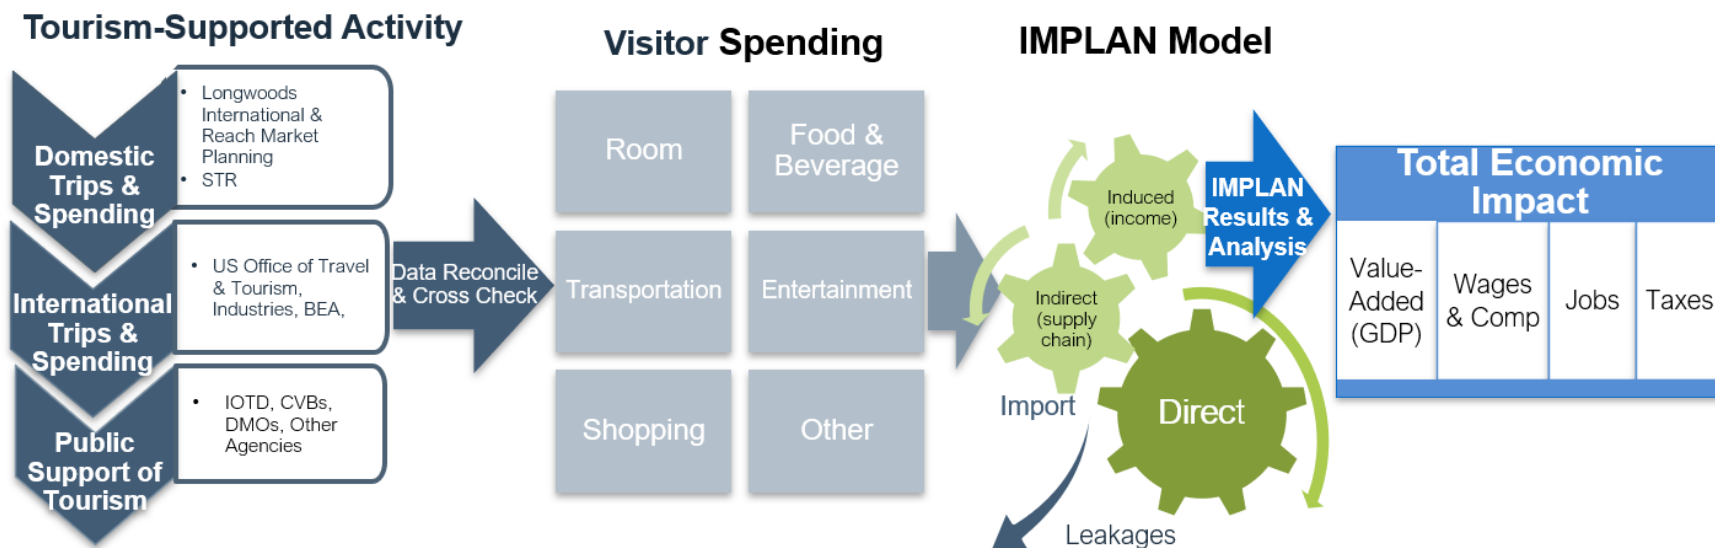 Tourism-Supported Activity
Domestic
Trips &
Spending
• Longwoods
International &
Reach Market
Planning
• STR
International
Trips &
Spending
• US Office of Travel
& Tourism,
Industries, BEA,
Public
Support of
Tourism
• IOTD, CVBs,
DMOs, Other
Agencies
Data Reconcile
& Cross Check
Visitor Spending
Room
Food &
Beverage
Transportation
Entertainment
Shopping
Other
IMPLAN Model
Induced
(income)
Indirect
(supply
chain)
Direct
Import
Leakages
IMPLAN
Results &
Analysis
Total Economic
Impact
Value-
Added
(GDP)
Wages
& Comp
Jobs
Taxes